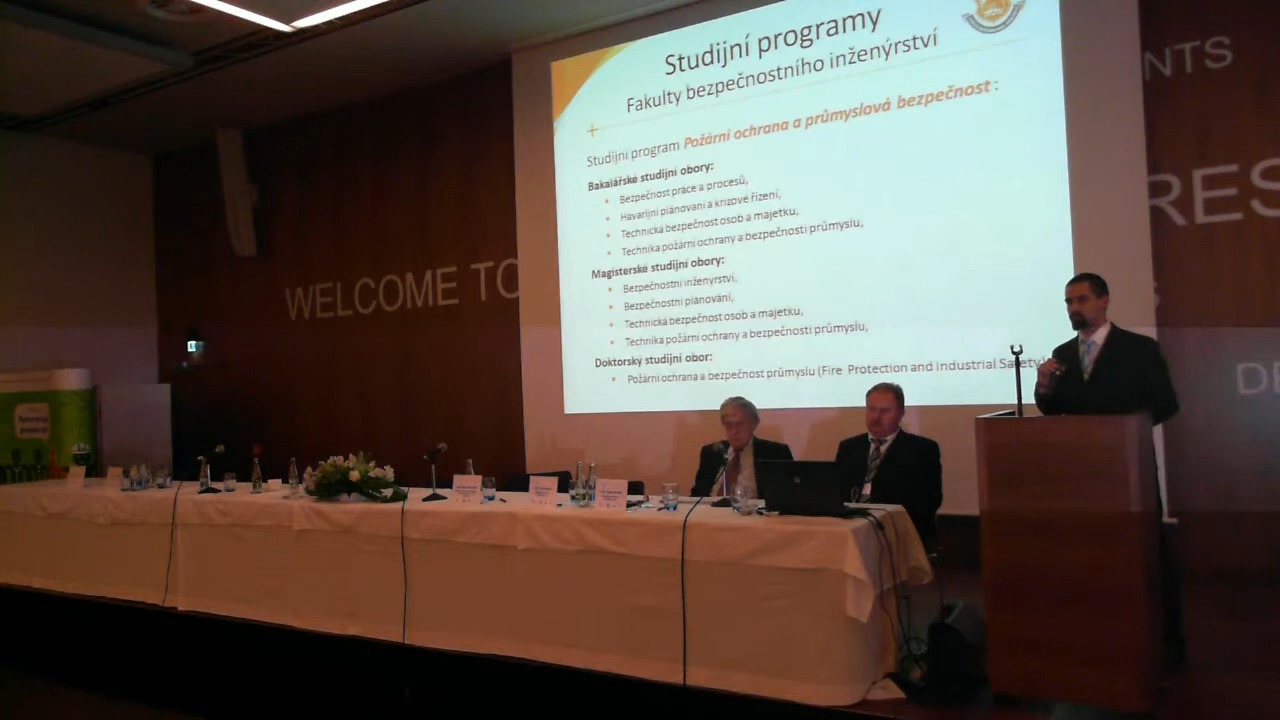 Studijní programy
Fakulty bezpečnostního inženýrství
Studijní program Požární ochrana a průmyslová bezpečnost :
Bakalářské studijní obory:
Bezpečnost práce a procesů,
Havarijní plánování a krizové řízení,
Technická bezpečnost osob a majetku,
Technika požární ochrany a bezpečnosti průmyslu,
Magisterské studijní obory:
Bezpečnostní inženýrství,
Bezpečnostní plánování,
Technická bezpečnost osob a majetku,
Technika požární ochrany a bezpečnosti průmyslu,
Doktorský studijní obor:
Požární ochrana a bezpečnost průmyslu (Fire Protection and Industrial Safety)
WELCOME TO
NTS
RES
S
DE